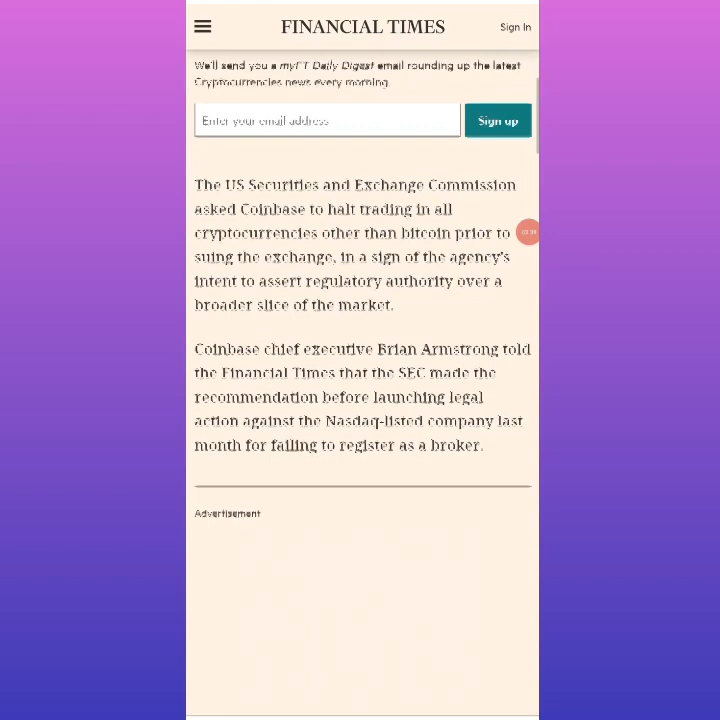 FINANCIAL TIMES
Sign In
We'll send you a myFT Daily Digest email rounding up the latest
Cryptocurrencies news every morning.
Enter your email address
Sign up
The US Securities and Exchange Commission
asked Coinbase to halt trading in all
cryptocurrencies other than bitcoin prior to
suing the exchange, in a sign of the agency's
intent to assert regulatory authority over a
broader slice of the market.
Coinbase chief executive Brian Armstrong told
the Financial Times that the SEC made the
recommendation before launching legal
action against the Nasdaq-listed company last
month for failing to register as a broker.
Advertisement